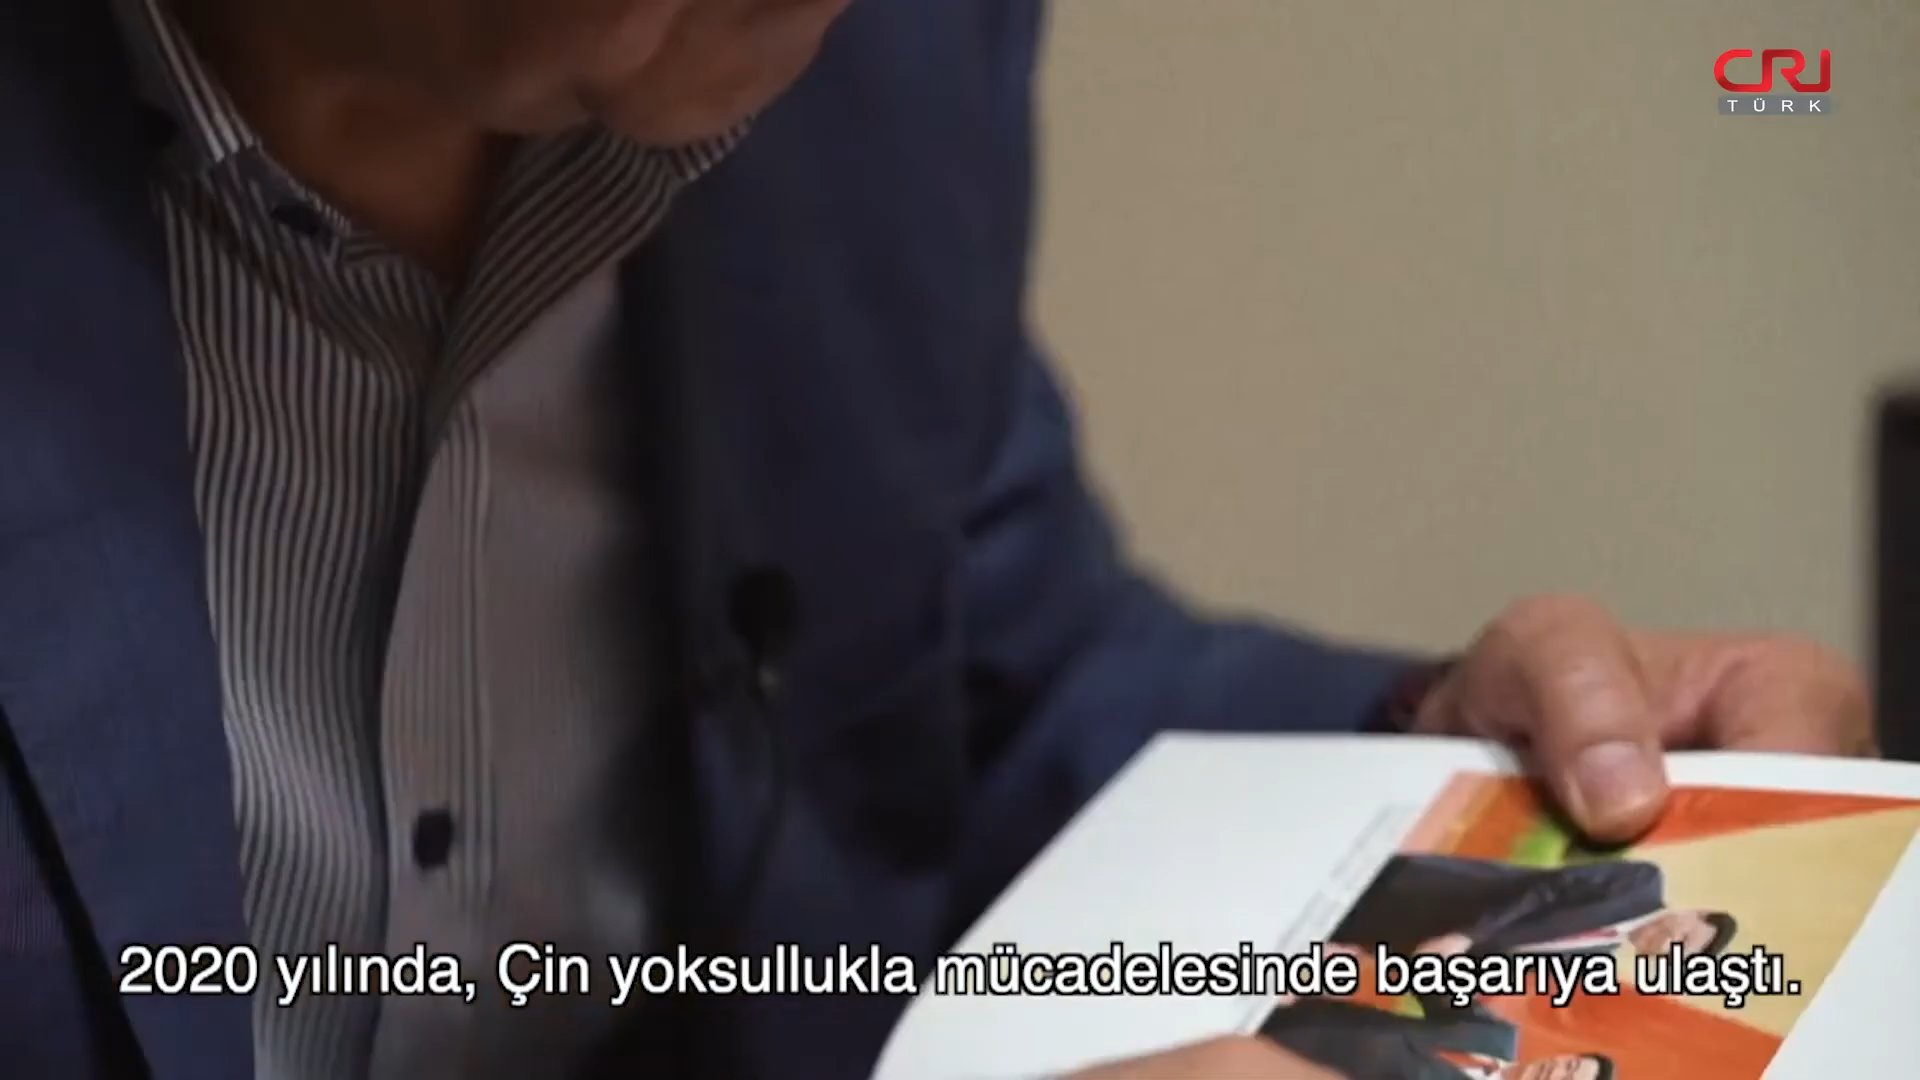 CRI
TÜRK
2020 yılında, Çin yoksullukla mücadelesinde başarıya ulaştı.